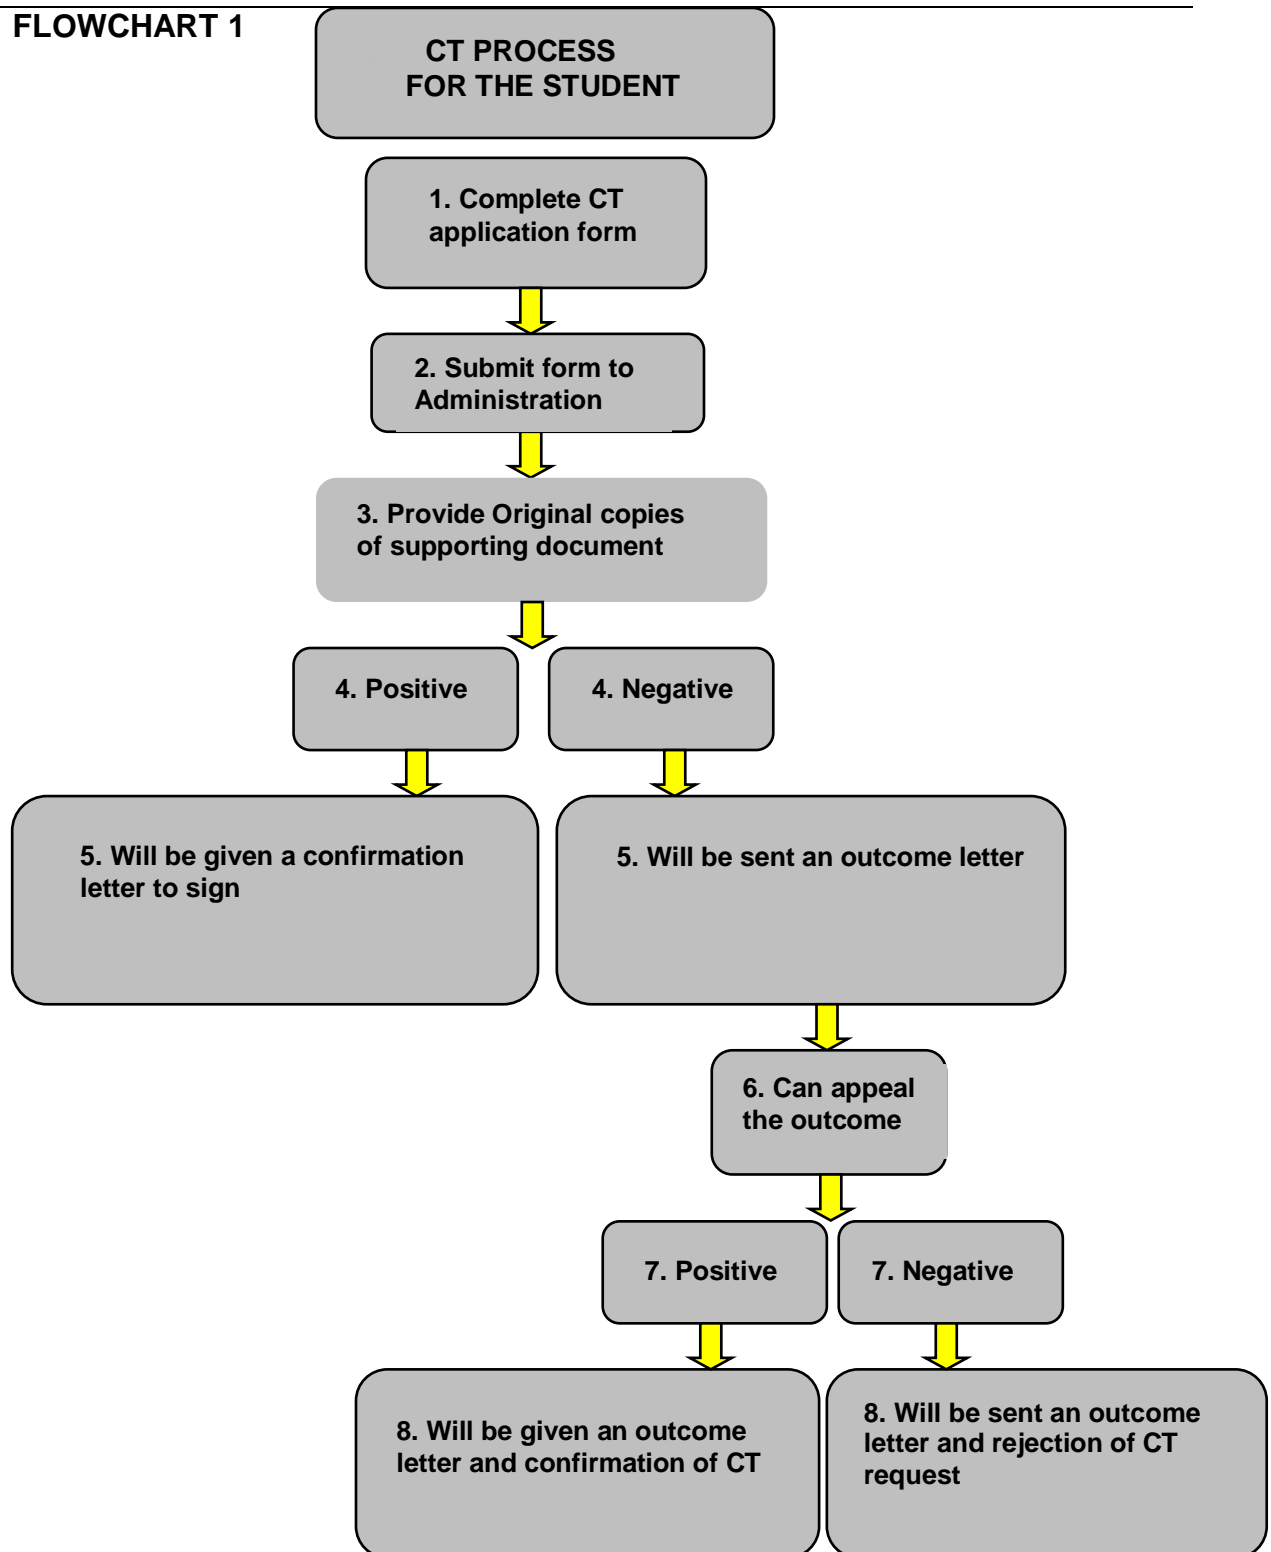 FLOWCHART 1
CT PROCESS
FOR THE STUDENT
1. Complete CT
application form
2. Submit form to
Administration
3. Provide Original copies
of supporting document
4. Positive
4. Negative
5. Will be given a confirmation
letter to sign
5. Will be sent an outcome letter
6. Can appeal
the outcome
7. Positive
7. Negative
8. Will be given an outcome
letter and confirmation of CT
8. Will be sent an outcome
letter and rejection of CT
request